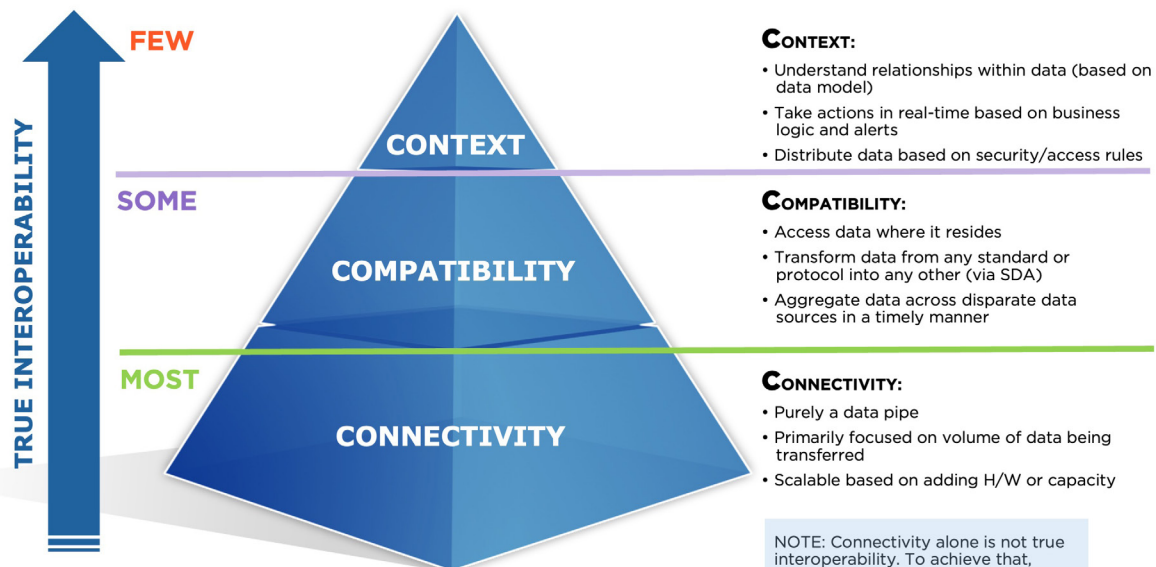 TRUE INTEROPERABILITY
FEW
SOME
MOST
CONTEXT
COMPATIBILITY
CONNECTIVITY
CONTEXT:
• Understand relationships within data (based on
data model)
• Take actions in real-time based on business
logic and alerts
• Distribute data based on security/access rules
COMPATIBILITY:
• Access data where it resides
• Transform data from any standard or
protocol into any other (via SDA)
• Aggregate data across disparate data
sources in a timely manner
CONNECTIVITY:
• Purely a data pipe
• Primarily focused on volume of data being
transferred
• Scalable based on adding H/W or capacity
NOTE: Connectivity alone is not true
interoperability. To achieve that,